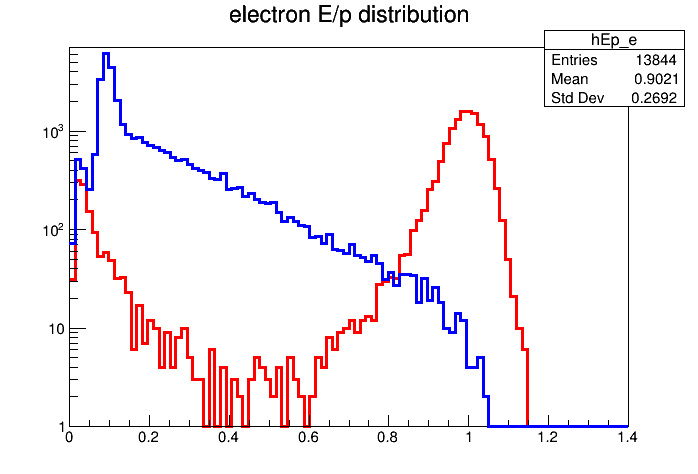 electron E/p distribution
hEp_e
Entries 13844
Mean 0.9021
Std Dev 0.2692
10³
10²
10
1
0 0.2 0.4 0.6 0.8 1 1.2 1.4